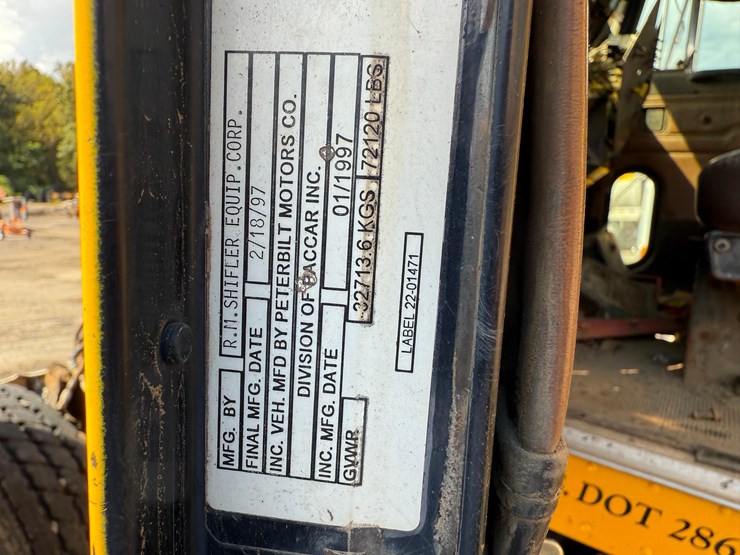 MFG. BY R.M.SHIFLER EQUIP.CORP.
FINAL MFG. DATE 2/18/97
INC. VEH. MFD BY PETERBILT MOTORS CO.
DIVISION OF PACCAR INC.
INC. MFG. DATE 01/1997
GVWR 32713.6 KGS 72120 LBS
LABEL 22-01471
DOT 286